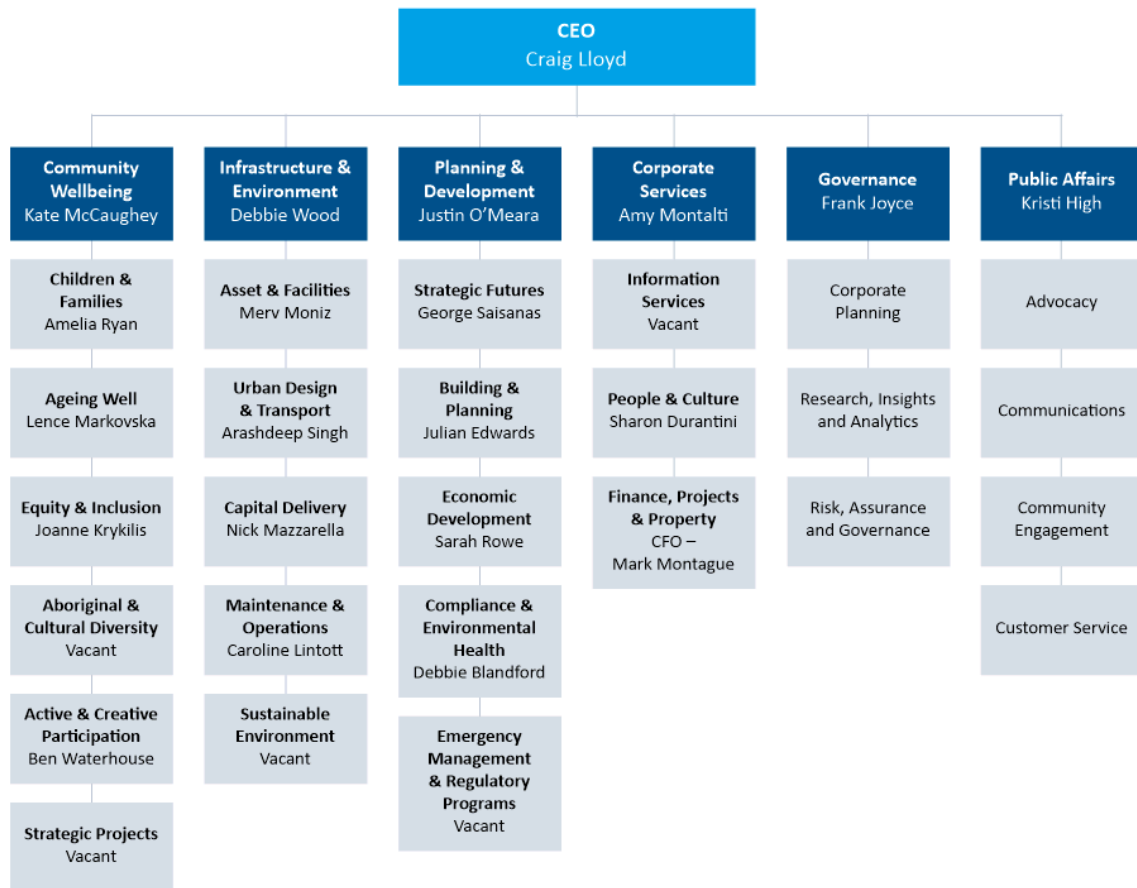 CEO
Craig Lloyd
Community
Wellbeing
Kate McCaughey
Children &
Families
Amelia Ryan
Ageing Well
Lence Markovska
Equity & Inclusion
Joanne Krykilis
Aboriginal &
Cultural Diversity
Vacant
Active & Creative
Participation
Ben Waterhouse
Strategic Projects
Vacant
Infrastructure &
Environment
Debbie Wood
Asset & Facilities
Merv Moniz
Urban Design
& Transport
Arashdeep Singh
Capital Delivery
Nick Mazzarella
Maintenance &
Operations
Caroline Lintott
Sustainable
Environment
Vacant
Planning &
Development
Justin O’Meara
Strategic Futures
George Saisanas
Building &
Planning
Julian Edwards
Economic
Development
Sarah Rowe
Compliance &
Environmental
Health
Debbie Blandford
Emergency
Management
& Regulatory
Programs
Vacant
Corporate
Services
Amy Montalti
Information
Services
Vacant
People & Culture
Sharon Durantini
Finance, Projects
& Property
CFO –
Mark Montague
Governance
Frank Joyce
Corporate
Planning
Research, Insights
and Analytics
Risk, Assurance
and Governance
Public Affairs
Kristi High
Advocacy
Communications
Community
Engagement
Customer Service